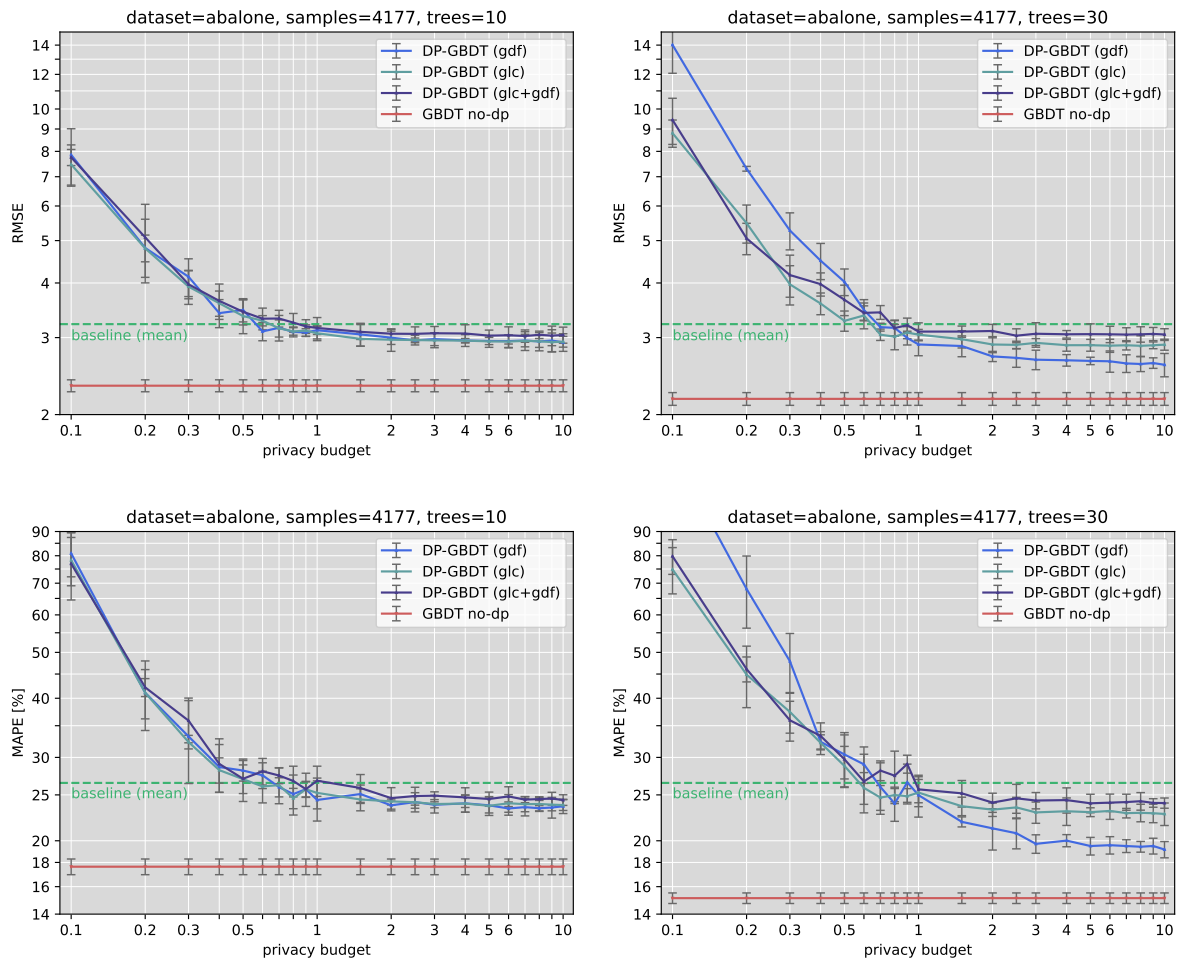 dataset=abalone, samples=4177, trees=10
RMSE
14
12
10
9
8
7
6
5
4
3
2
DP-GBDT (gdf)
DP-GBDT (glc)
DP-GBDT (glc+gdf)
GBDT no-dp
baseline (mean)
0.1 0.2 0.3 0.5 1 2 3 4 5 6 10
privacy budget
dataset=abalone, samples=4177, trees=30
RMSE
14
12
10
9
8
7
6
5
4
3
2
DP-GBDT (gdf)
DP-GBDT (glc)
DP-GBDT (glc+gdf)
GBDT no-dp
baseline (mean)
0.1 0.2 0.3 0.5 1 2 3 4 5 6 10
privacy budget
dataset=abalone, samples=4177, trees=10
MAPE [%]
90
80
70
60
50
40
30
25
20
18
16
14
DP-GBDT (gdf)
DP-GBDT (glc)
DP-GBDT (glc+gdf)
GBDT no-dp
baseline (mean)
0.1 0.2 0.3 0.5 1 2 3 4 5 6 10
privacy budget
dataset=abalone, samples=4177, trees=30
MAPE [%]
90
80
70
60
50
40
30
25
20
18
16
14
DP-GBDT (gdf)
DP-GBDT (glc)
DP-GBDT (glc+gdf)
GBDT no-dp
baseline (mean)
0.1 0.2 0.3 0.5 1 2 3 4 5 6 10
privacy budget